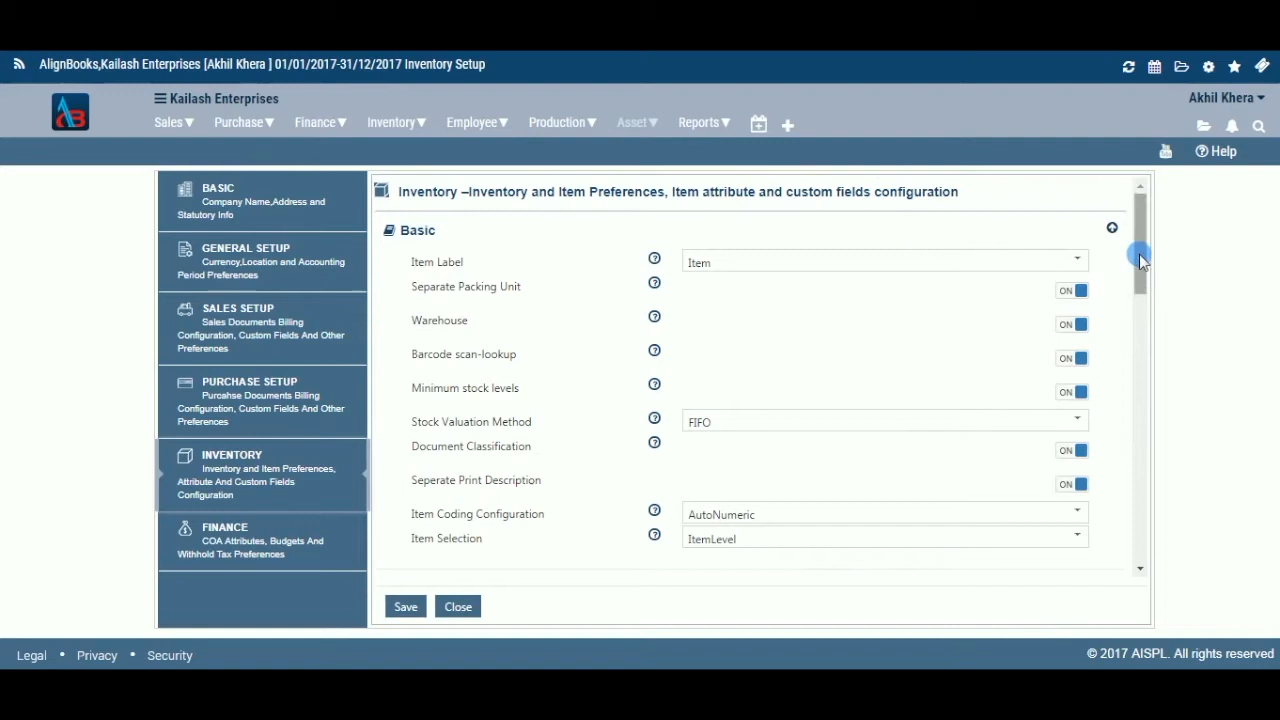 AlignBooks,Kailash Enterprises [Akhil Khera ] 01/01/2017-31/12/2017 Inventory Setup
Kailash Enterprises
Akhil Khera
Sales Purchase Finance Inventory Employee Production Asset Reports
Help
BASIC
Company Name,Address and
Statutory Info
GENERAL SETUP
Currency,Location and Accounting
Period Preferences
SALES SETUP
Sales Documents Billing
Configuration, Custom Fields And Other
Preferences
PURCHASE SETUP
Purcahse Documents Billing
Configuration, Custom Fields And Other
Preferences
INVENTORY
Inventory and Item Preferences,
Attribute And Custom Fields
Configuration
FINANCE
COA Attributes, Budgets And
Withhold Tax Preferences
Inventory –Inventory and Item Preferences, Item attribute and custom fields configuration
Basic
Item Label Item
Separate Packing Unit ON
Warehouse ON
Barcode scan-lookup ON
Minimum stock levels ON
Stock Valuation Method FIFO
Document Classification ON
Seperate Print Description ON
Item Coding Configuration AutoNumeric
Item Selection ItemLevel
Save Close
Legal • Privacy • Security
© 2017 AISPL. All rights reserved